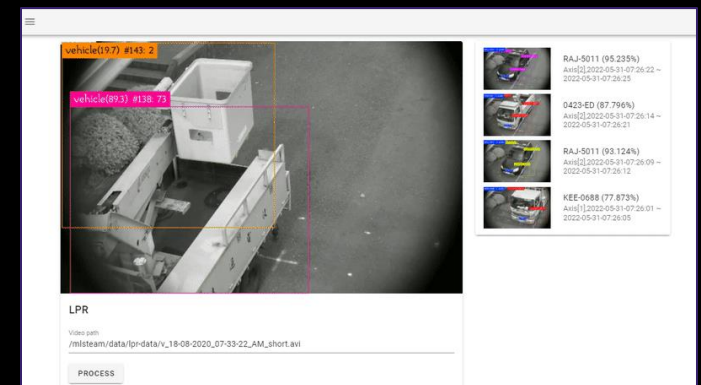 vehicle(19.7) #143: 2
vehicle(89.3) #138: 73
RAJ-5011 (95.235%)
Axis[2],2022-05-31-07:26:22 ~
2022-05-31-07:26:25
0423-ED (87.796%)
Axis[2],2022-05-31-07:26:14 ~
2022-05-31-07:26:21
RAJ-5011 (93.124%)
Axis[2],2022-05-31-07:26:09 ~
2022-05-31-07:26:12
KEE-0688 (77.873%)
Axis[1],2022-05-31-07:26:01 ~
2022-05-31-07:26:05
LPR
Video path
/mlsteam/data/lpr-data/v_18-08-2020_07-33-22_AM_short.avi
PROCESS